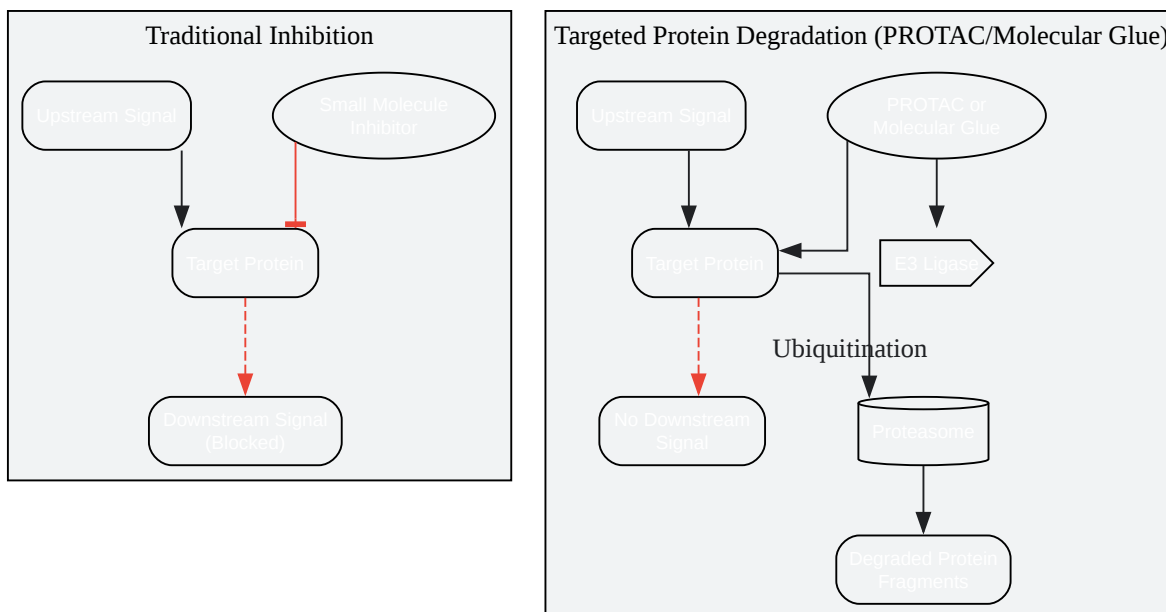 Traditional Inhibition
Upstream Signal
Small Molecule
Inhibitor
Target Protein
Downstream Signal
(Blocked)
Targeted Protein Degradation (PROTAC/Molecular Glue)
Upstream Signal
PROTAC or
Molecular Glue
Target Protein
E3 Ligase
Ubiquitination
No Downstream
Signal
Proteasome
Degraded Protein
Fragments